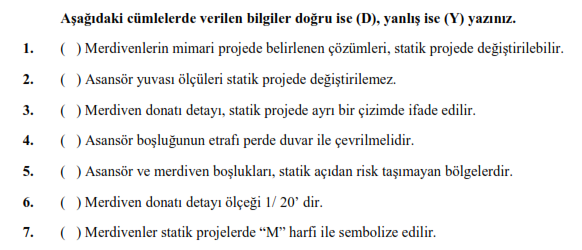 Aşağıdaki cümlelerde verilen bilgiler doğru ise (D), yanlış ise (Y) yazınız.
1. ( ) Merdivenlerin mimari projede belirlenen çözümleri, statik projede değiştirilebilir.
2. ( ) Asansör yuvası ölçüleri statik projede değiştirilemez.
3. ( ) Merdiven donatı detayı, statik projede ayrı bir çizimde ifade edilir.
4. ( ) Asansör boşluğunun etrafı perde duvar ile çevrilmelidir.
5. ( ) Asansör ve merdiven boşlukları, statik açıdan risk taşımayan bölgelerdir.
6. ( ) Merdiven donatı detayı ölçeği 1/ 20’ dir.
7. ( ) Merdivenler statik projelerde “M” harfi ile sembolize edilir.